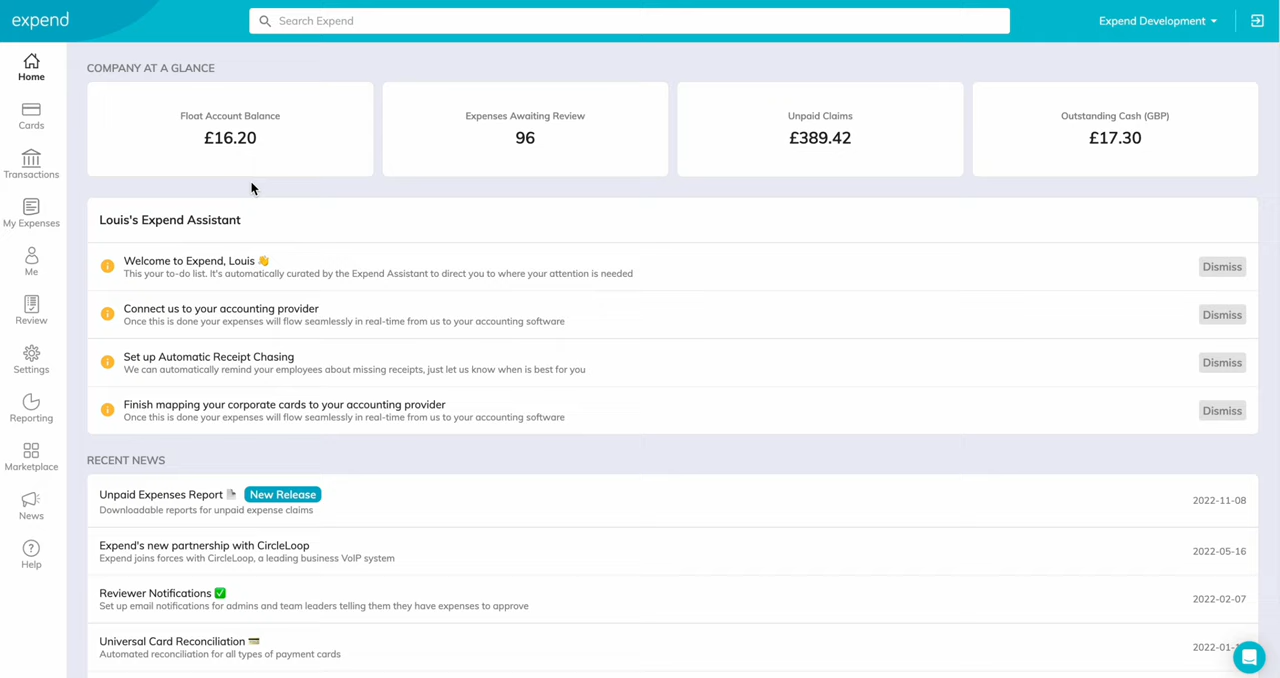 expend
Search Expend
Expend Development
Home
Cards
Transactions
My Expenses
Me
Review
Settings
Reporting
Marketplace
News
Help
COMPANY AT A GLANCE
Float Account Balance
£16.20
Expenses Awaiting Review
96
Unpaid Claims
£389.42
Outstanding Cash (GBP)
£17.30
Louis's Expend Assistant
Welcome to Expend, Louis 👋
This your to-do list. It's automatically curated by the Expend Assistant to direct you to where your attention is needed
Dismiss
Connect us to your accounting provider
Once this is done your expenses will flow seamlessly in real-time from us to your accounting software
Dismiss
Set up Automatic Receipt Chasing
We can automatically remind your employees about missing receipts, just let us know when is best for you
Dismiss
Finish mapping your corporate cards to your accounting provider
Once this is done your expenses will flow seamlessly in real-time from us to your accounting software
Dismiss
RECENT NEWS
Unpaid Expenses Report New Release
Downloadable reports for unpaid expense claims
2022-11-08
Expend's new partnership with CircleLoop
Expend joins forces with CircleLoop, a leading business VoIP system
2022-05-16
Reviewer Notifications ✅
Set up email notifications for admins and team leaders telling them they have expenses to approve
2022-02-07
Universal Card Reconciliation 💳
Automated reconciliation for all types of payment cards
2022-01-